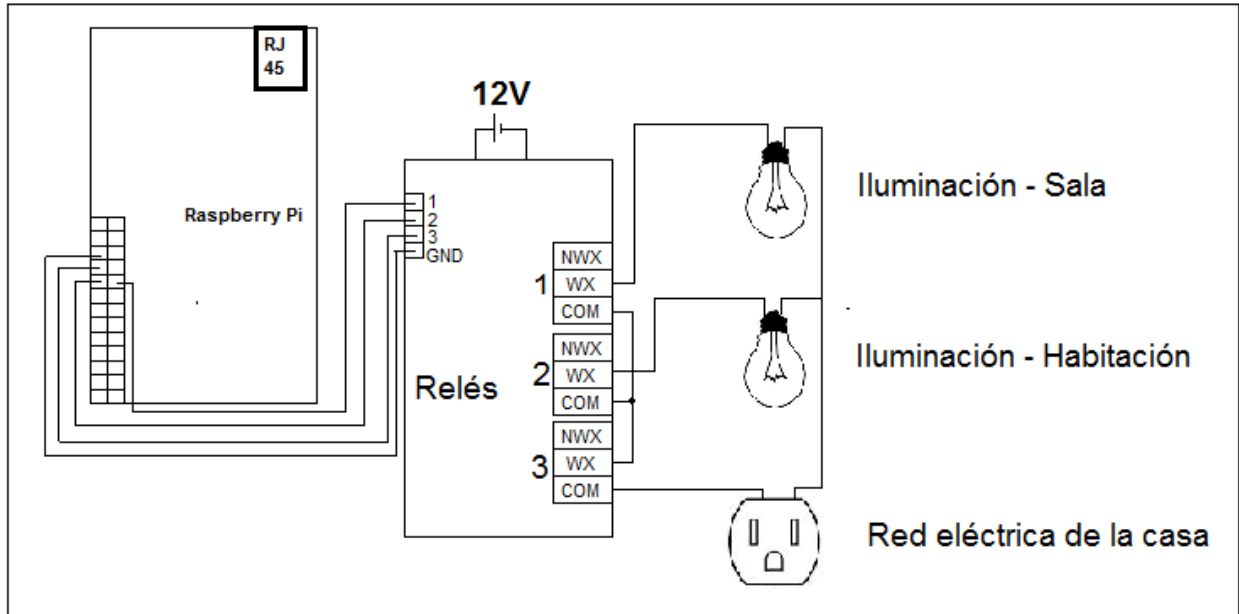 RJ
45
12V
Raspberry Pi
1
2
3
GND
Relés
1
NWX
WX
COM
2
NWX
WX
COM
3
NWX
WX
COM
Iluminación - Sala
Iluminación - Habitación
Red eléctrica de la casa